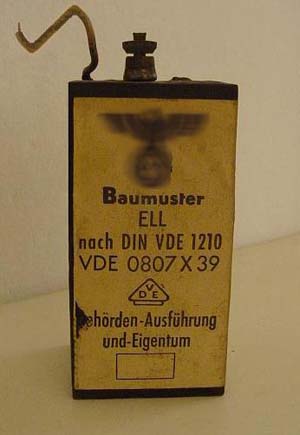 Baumuster
ELL
nach DIN VDE 1210
VDE 0807 X 39
VDE
Behörden-Ausführung
und-Eigentum